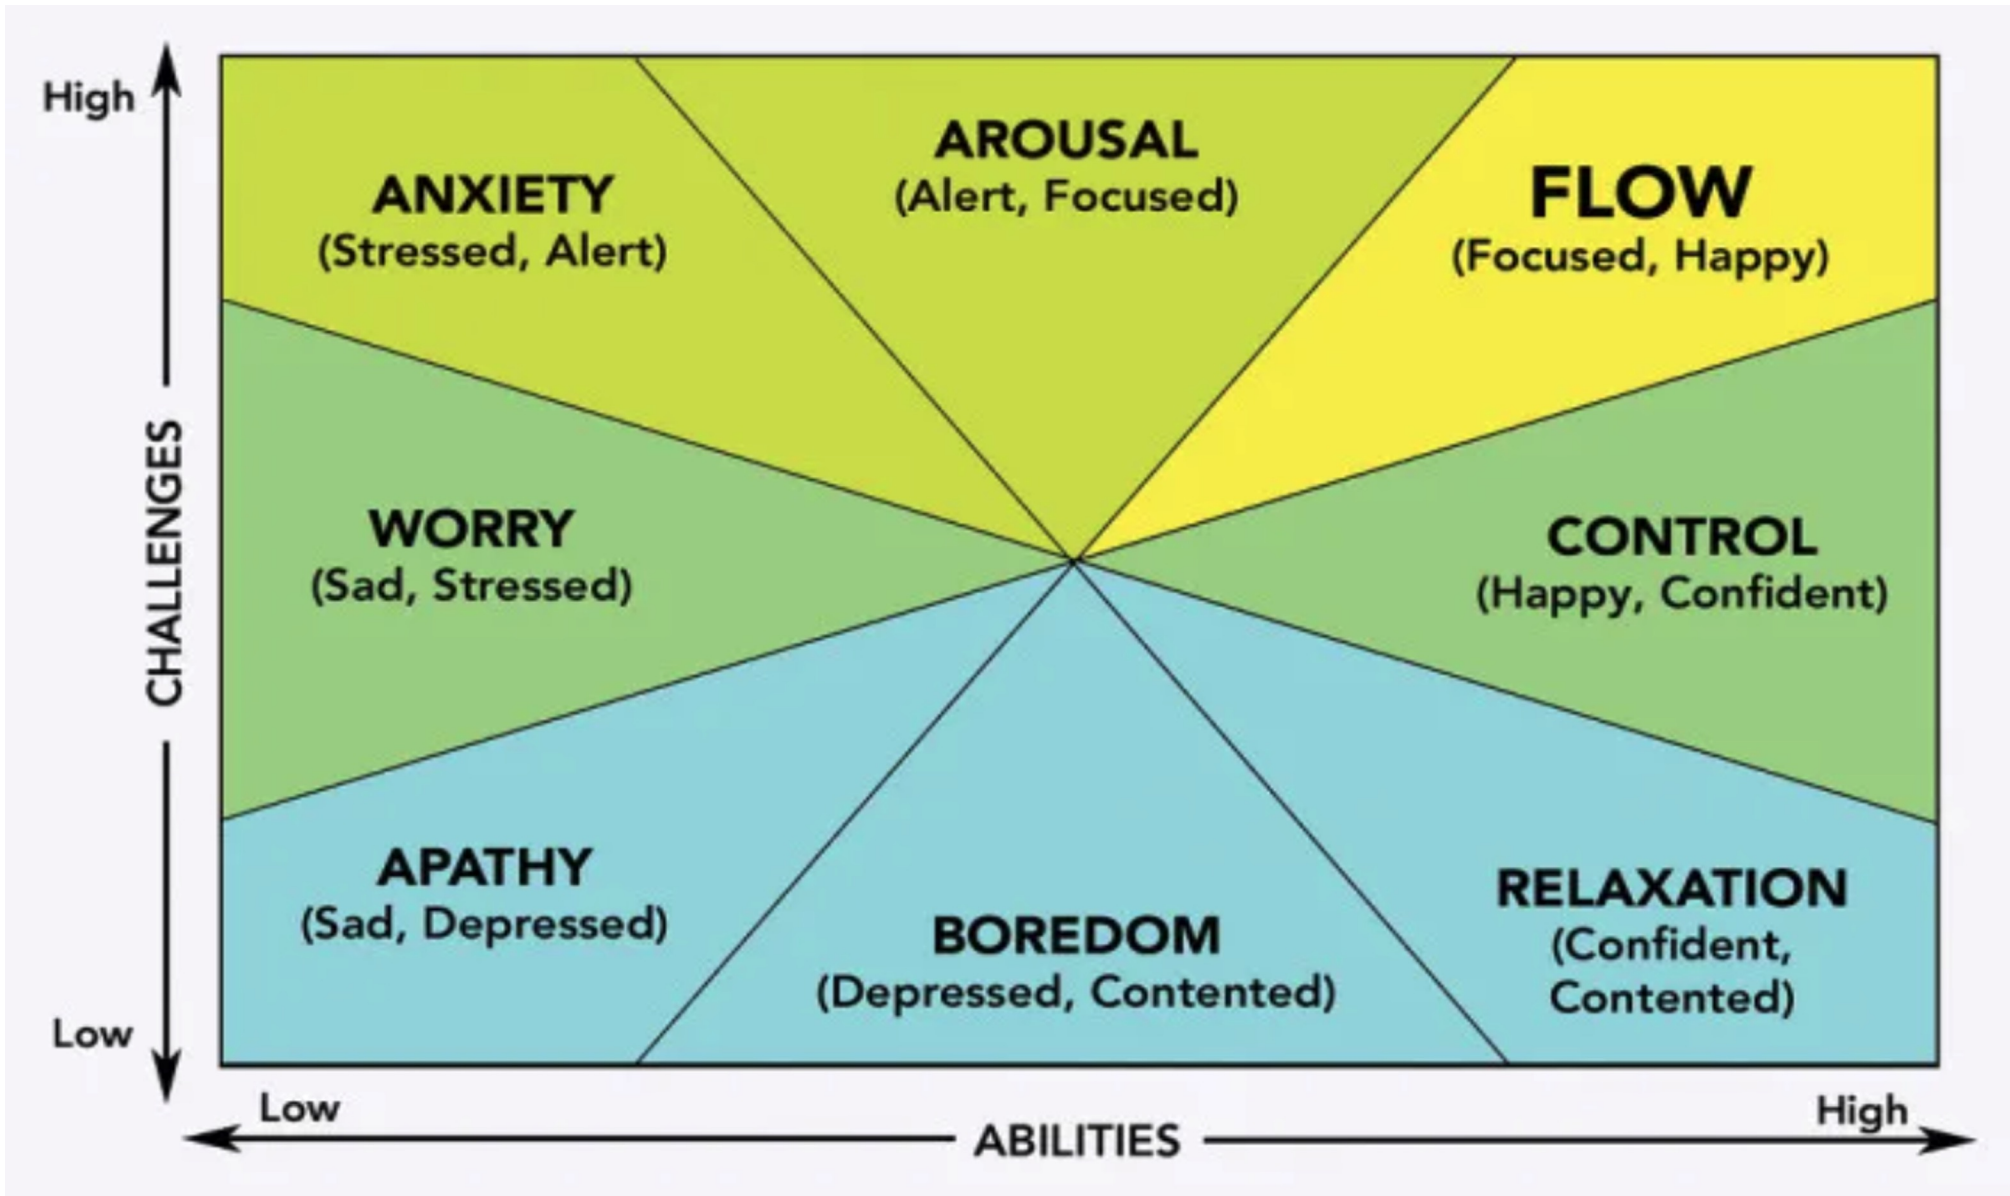 High
ANXIETY
(Stressed, Alert)
AROUSAL
(Alert, Focused)
FLOW
(Focused, Happy)
CHALLENGES
WORRY
(Sad, Stressed)
CONTROL
(Happy, Confident)
APATHY
(Sad, Depressed)
BOREDOM
(Depressed, Contented)
RELAXATION
(Confident,
Contented)
Low
Low
ABILITIES
High